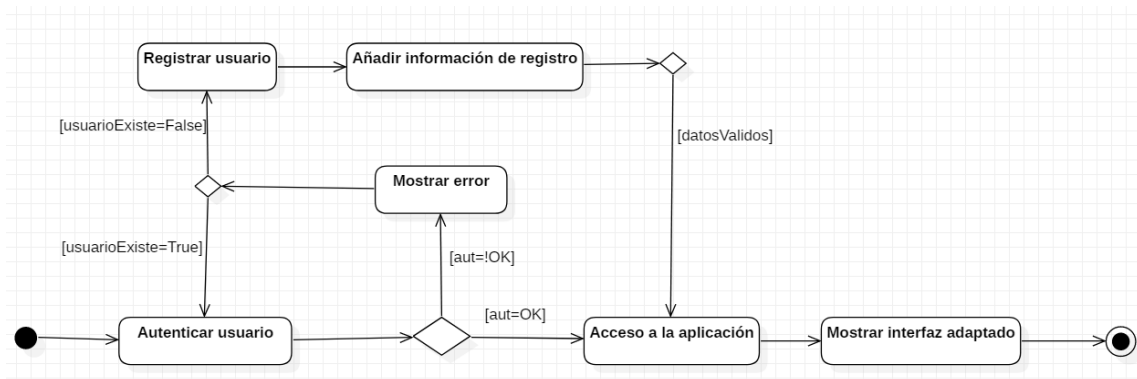 Registrar usuario
Añadir información de registro
[usuarioExiste=False]
[datosValidos]
Mostrar error
[usuarioExiste=True]
[aut=!OK]
[aut=OK]
Autenticar usuario
Acceso a la aplicación
Mostrar interfaz adaptado